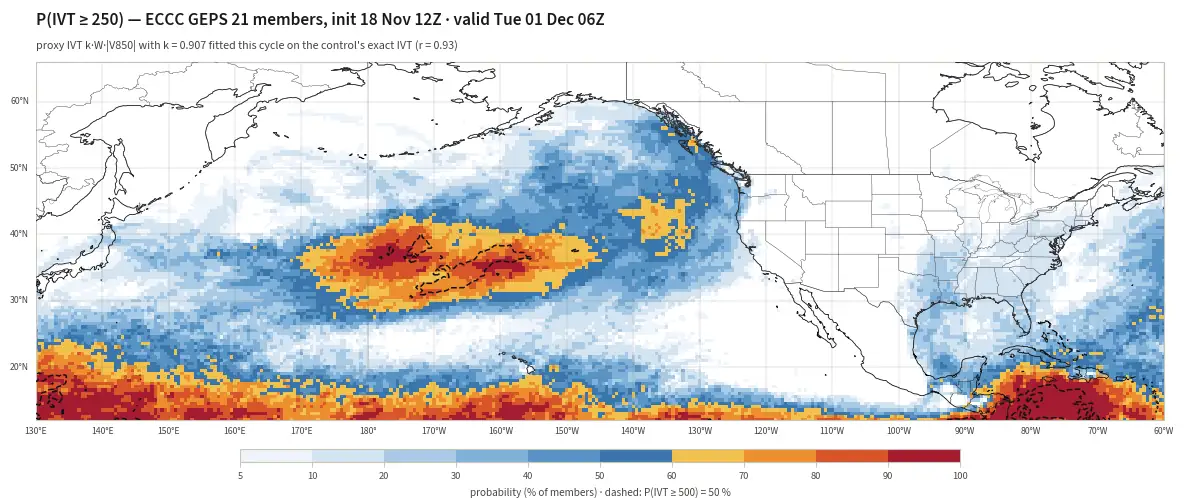 P(IVT ≥ 250) — ECCC GEPS 21 members, init 18 Nov 12Z · valid Tue 01 Dec 06Z
proxy IVT k·W·|V850| with k = 0.907 fitted this cycle on the control's exact IVT (r = 0.93)
60°N
50°N
40°N
30°N
20°N
130°E 140°E 150°E 160°E 170°E 180° 170°W 160°W 150°W 140°W 130°W 120°W 110°W 100°W 90°W 80°W 70°W 60°W
5 10 20 30 40 50 60 70 80 90 100
probability (% of members) · dashed: P(IVT ≥ 500) = 50 %